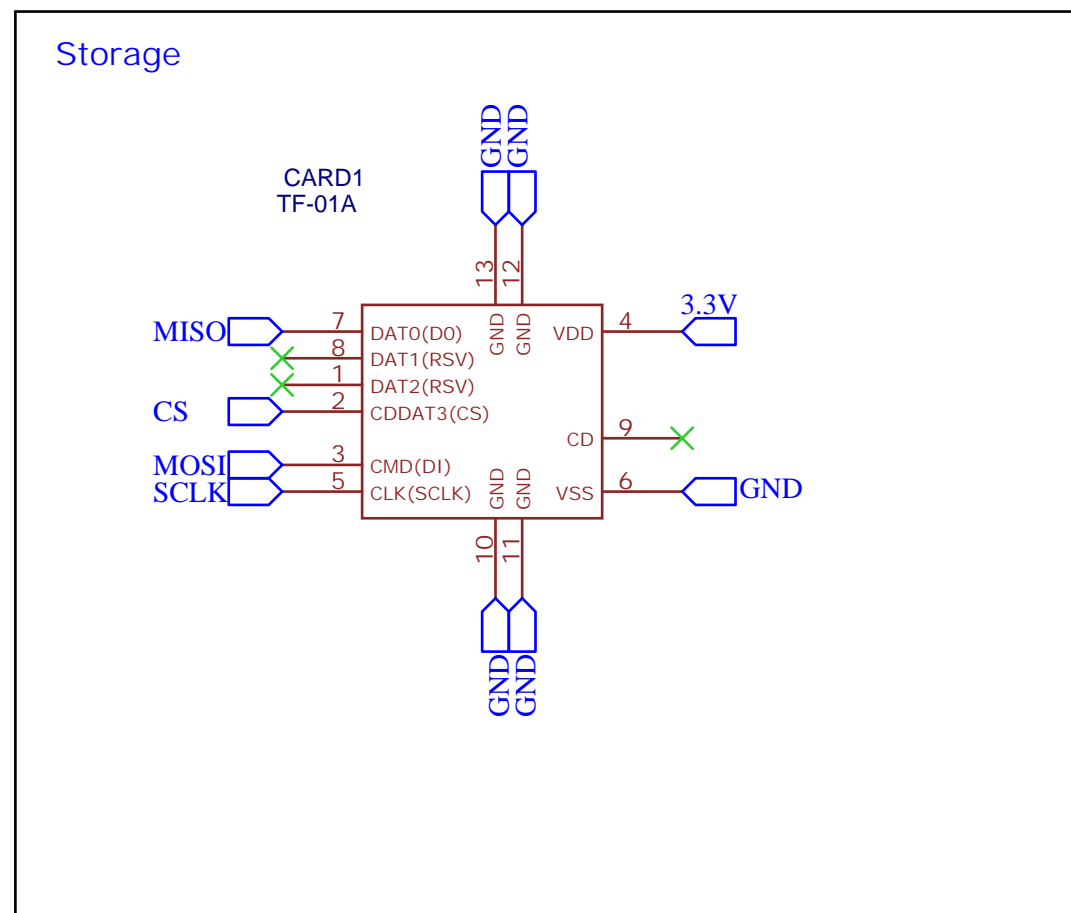 Storage
GND GND
CARD1
TF-01A
13 12
3.3V
MISO 7 DAT0(D0) GND GND VDD 4
8 DAT1(RSV)
1 DAT2(RSV)
CS 2 CDDAT3(CS)
CD 9
MOSI 3 CMD(DI)
SCLK 5 CLK(SCLK) GND GND VSS 6 GND
10 11
GND GND